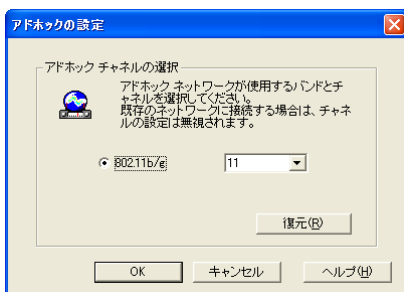 アドホックの設定
アドホック チャネルの選択
アドホック ネットワークが使用するバンドとチ
ャネルを選択してください。
既存のネットワークに接続する場合は、チャネ
ルの設定は無視されます。
802.11b/g
11
復元(R)
OK
キャンセル
ヘルプ(H)